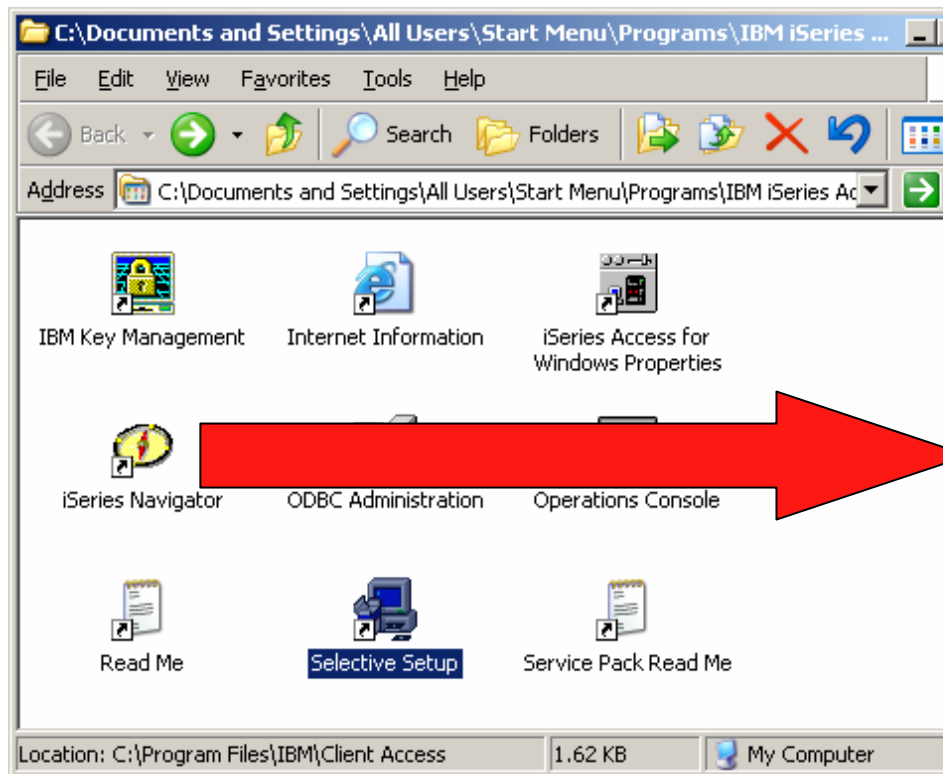 C:\Documents and Settings\All Users\Start Menu\Programs\IBM iSeries ...
File Edit View Favorites Tools Help
Back Search Folders
Address C:\Documents and Settings\All Users\Start Menu\Programs\IBM iSeries Ac
IBM Key Management Internet Information iSeries Access for
Windows Properties
iSeries Navigator ODBC Administration Operations Console
Read Me Selective Setup Service Pack Read Me
Location: C:\Program Files\IBM\Client Access 1.62 KB My Computer